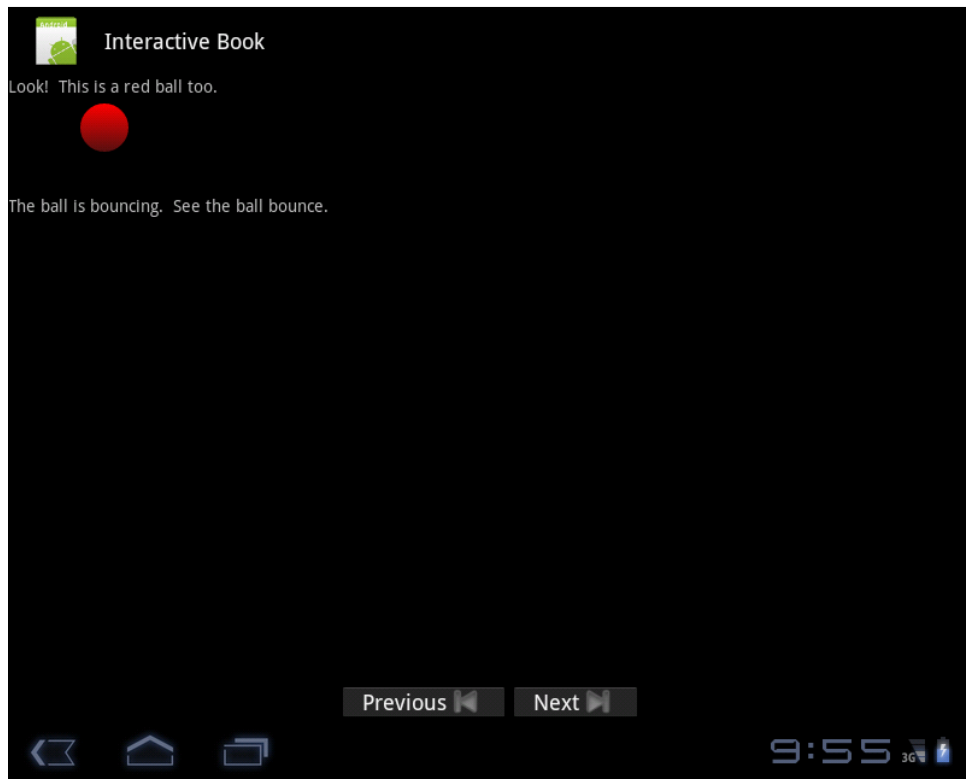 Interactive Book
Look!  This is a red ball too.
The ball is bouncing.  See the ball bounce.
Previous Next
9:55 3G